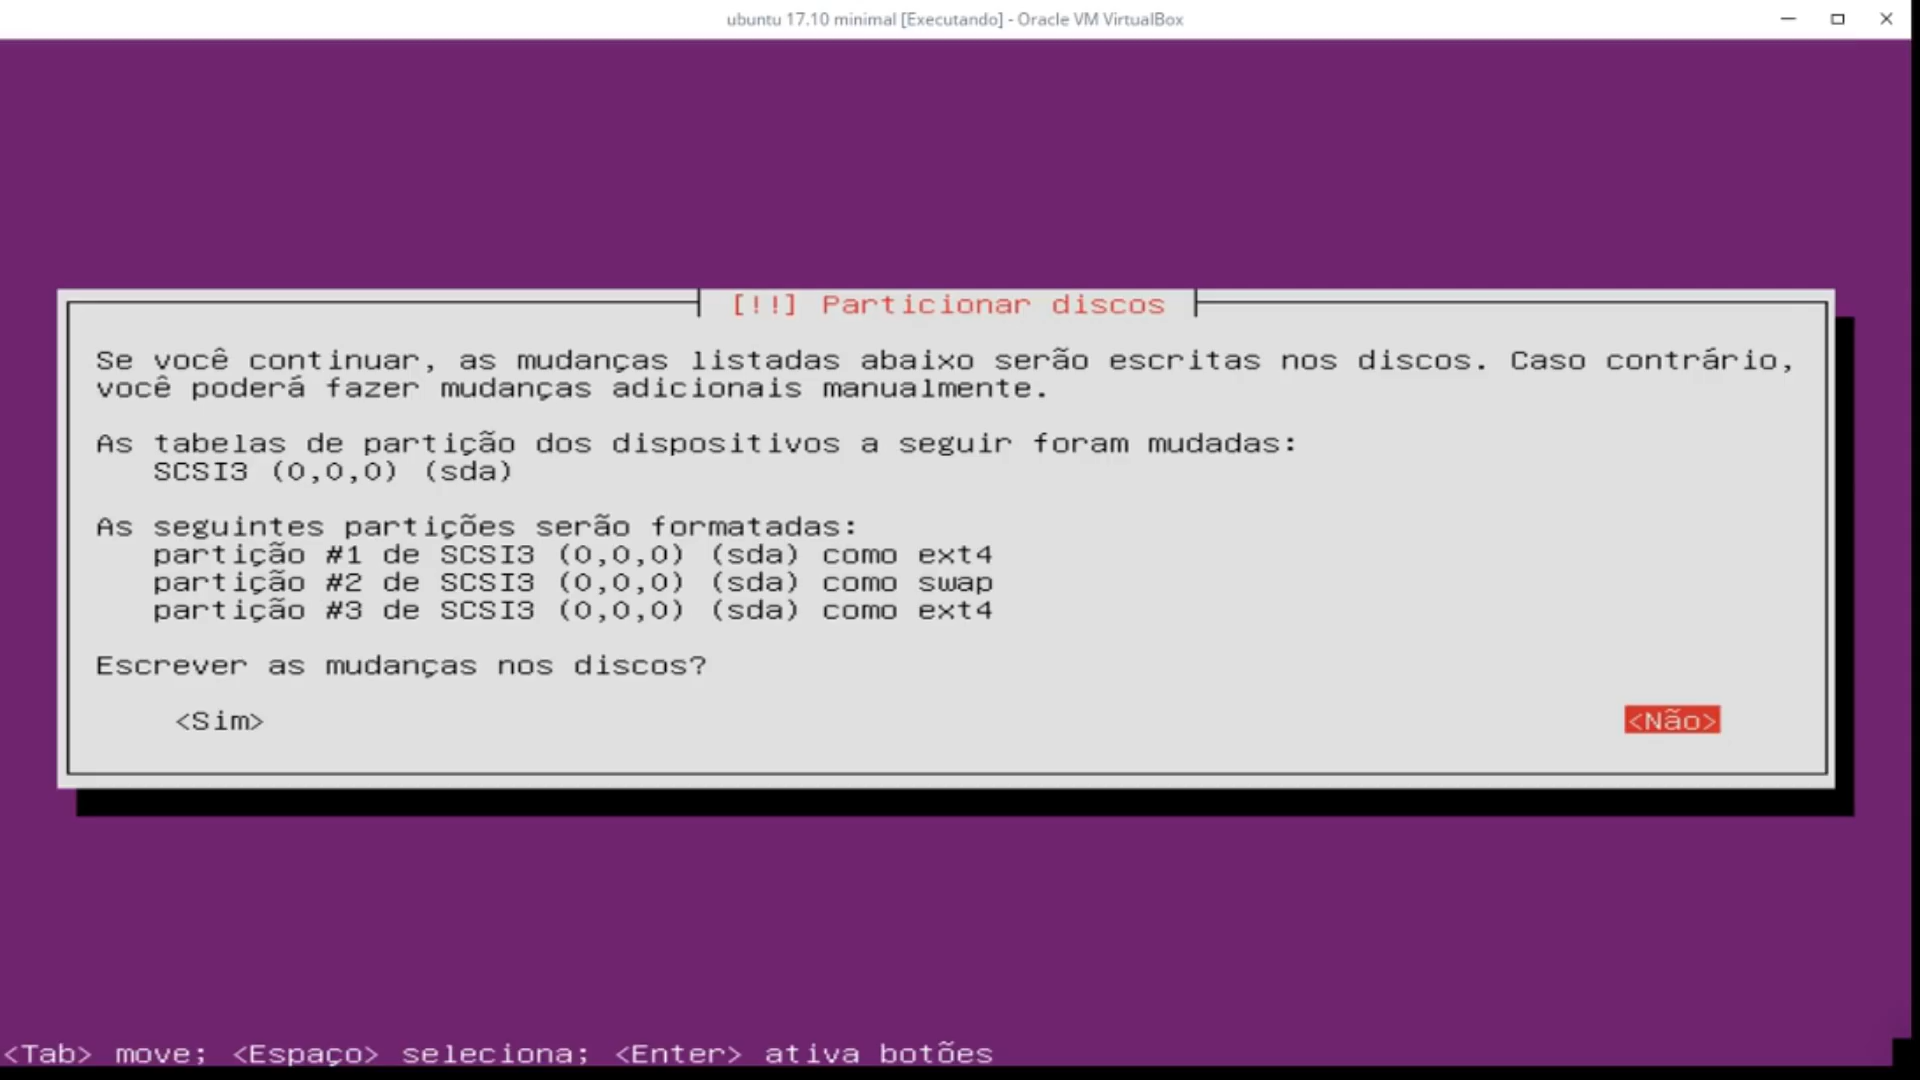 ubuntu 17.10 minimal [Executando] - Oracle VM VirtualBox
[!!] Particionar discos
Se você continuar, as mudanças listadas abaixo serão escritas nos discos. Caso contrário,
você poderá fazer mudanças adicionais manualmente.
As tabelas de partição dos dispositivos a seguir foram mudadas:
SCSI3 (0,0,0) (sda)
As seguintes partições serão formatadas:
partição #1 de SCSI3 (0,0,0) (sda) como ext4
partição #2 de SCSI3 (0,0,0) (sda) como swap
partição #3 de SCSI3 (0,0,0) (sda) como ext4
Escrever as mudanças nos discos?
<Sim> <Não>
<Tab> move; <Espaço> seleciona; <Enter> ativa botões